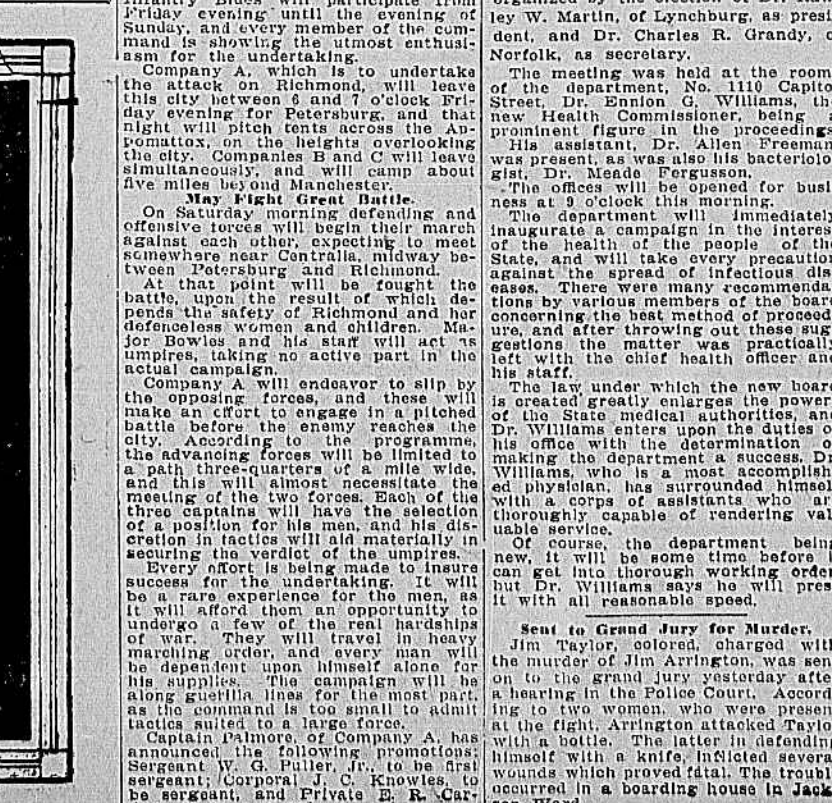 Infantry Blues will participate from
Friday evening until the evening of
Sunday, and every member of the com-
mand is showing the utmost enthusi-
asm for the undertaking.
Company A, which is to undertake
the attack on Richmond, will leave
this city between 6 and 7 o'clock Fri-
day evening for Petersburg, and that
night will pitch tents across the Ap-
pomattox, on the heights overlooking
the city. Companies B and C will leave
simultaneously, and will camp about
five miles beyond Manchester.
May Fight Great Battle.
On Saturday morning defending and
offensive forces will begin their march
against each other, expecting to meet
somewhere near Centralia, midway be-
tween Petersburg and Richmond.
At that point will be fought the
battle, upon the result of which de-
pends the safety of Richmond and her
defenceless women and children. Ma-
jor Bowles and his staff will act as
umpires, taking no active part in the
actual campaign.
Company A will endeavor to slip by
the opposing forces, and these will
make an effort to engage in a pitched
battle before the enemy reaches the
city. According to the programme,
the advancing forces will be limited to
a path three-quarters of a mile wide,
and this will almost necessitate the
meeting of the two forces. Each of the
three captains will have the selection
of a position for his men, and his dis-
cretion in tactics will aid materially in
securing the verdict of the umpires.
Every effort is being made to insure
success for the undertaking. It will
be a rare experience for the men, as
it will afford them an opportunity to
undergo a few of the real hardships
of war. They will travel in heavy
marching order, and every man will
be dependent upon himself alone for
his supplies. The campaign will be
along guerilla lines for the most part,
as the command is too small to admit
tactics suited to a large force.
Captain Palmore, of Company A, has
announced the following promotions:
Sergeant W. G. Puller, Jr., to be first
sergeant; Corporal J. C. Knowles, to
be sergeant, and Private E. R. Car-
ley W. Martin, of Lynchburg, as presi
dent, and Dr. Charles R. Grandy, o
Norfolk, as secretary.
The meeting was held at the room
of the department, No. 1110 Capito
Street, Dr. Ennion G. Williams, th
new Health Commissioner, being
prominent figure in the proceedings
His assistant, Dr. Allen Freeman
was present, as was also his bacteriolo
gist, Dr. Meade Fergusson.
The offices will be opened for busi
ness at 9 o'clock this morning.
The department will immediately
inaugurate a campaign in the interes
of the health of the people of the
State, and will take every precaution
against the spread of infectious dis
eases. There were many recommenda
tions by various members of the board
concerning the best method of proceed
ure, and after throwing out these sug
gestions the matter was practically
left with the chief health officer and
his staff.
The law under which the new board
is created greatly enlarges the power
of the State medical authorities, and
Dr. Williams enters upon the duties o
his office with the determination o
making the department a success. Dr
Williams, who is a most accomplish
ed physician, has surrounded himsel
with a corps of assistants who ar
thoroughly capable of rendering val
uable service.
Of course, the department being
new, it will be some time before i
can get into thorough working order
but Dr. Williams says he will pres
it with all reasonable speed.
Sent to Grand Jury for Murder.
Jim Taylor, colored, charged with
the murder of Jim Arrington, was sen
on to the grand jury yesterday afte
a hearing in the Police Court. Accord
ing to two women, who were presen
at the fight, Arrington attacked Taylo
with a bottle. The latter in defending
himself with a knife, inflicted severa
wounds which proved fatal. The troubl
occurred in a boarding house in Jack
son Ward.